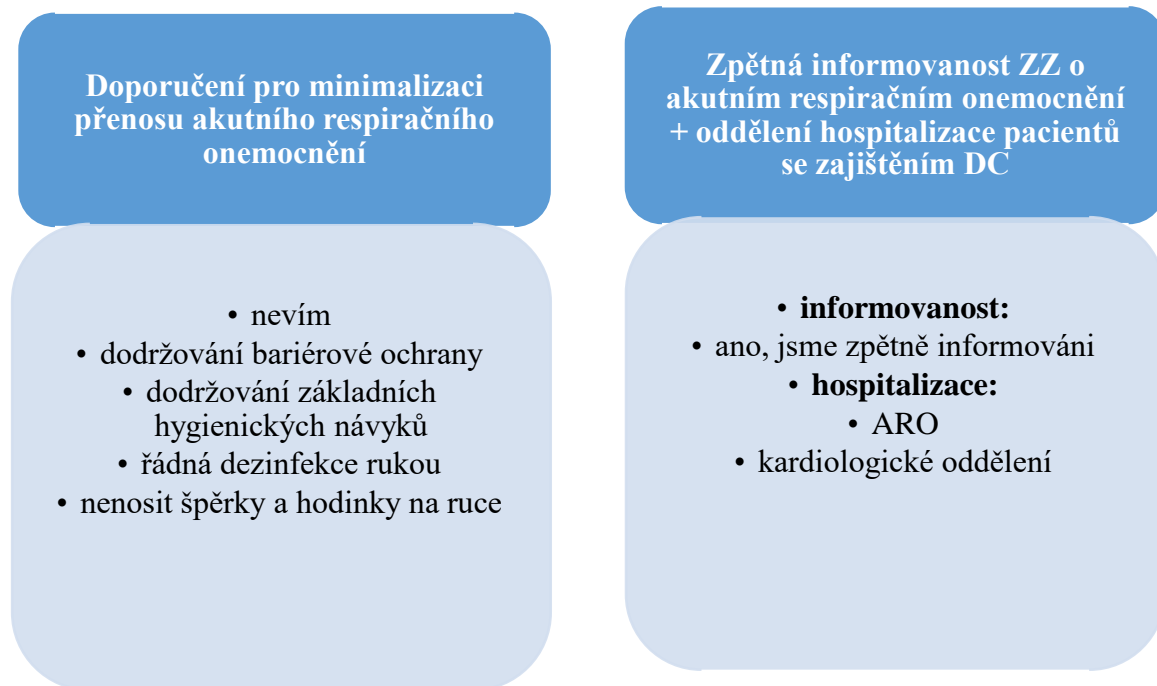 Doporučení pro minimalizaci
přenosu akutního respiračního
onemocnění
• nevím
• dodržování bariérové ochrany
• dodržování základních
hygienických návyků
• řádná dezinfekce rukou
• nenosit špěrky a hodinky na ruce
Zpětná informovanost ZZ o
akutním respiračním onemocnění
+ oddělení hospitalizace pacientů
se zajištěním DC
• informovanost:
• ano, jsme zpětně informováni
• hospitalizace:
• ARO
• kardiologické oddělení